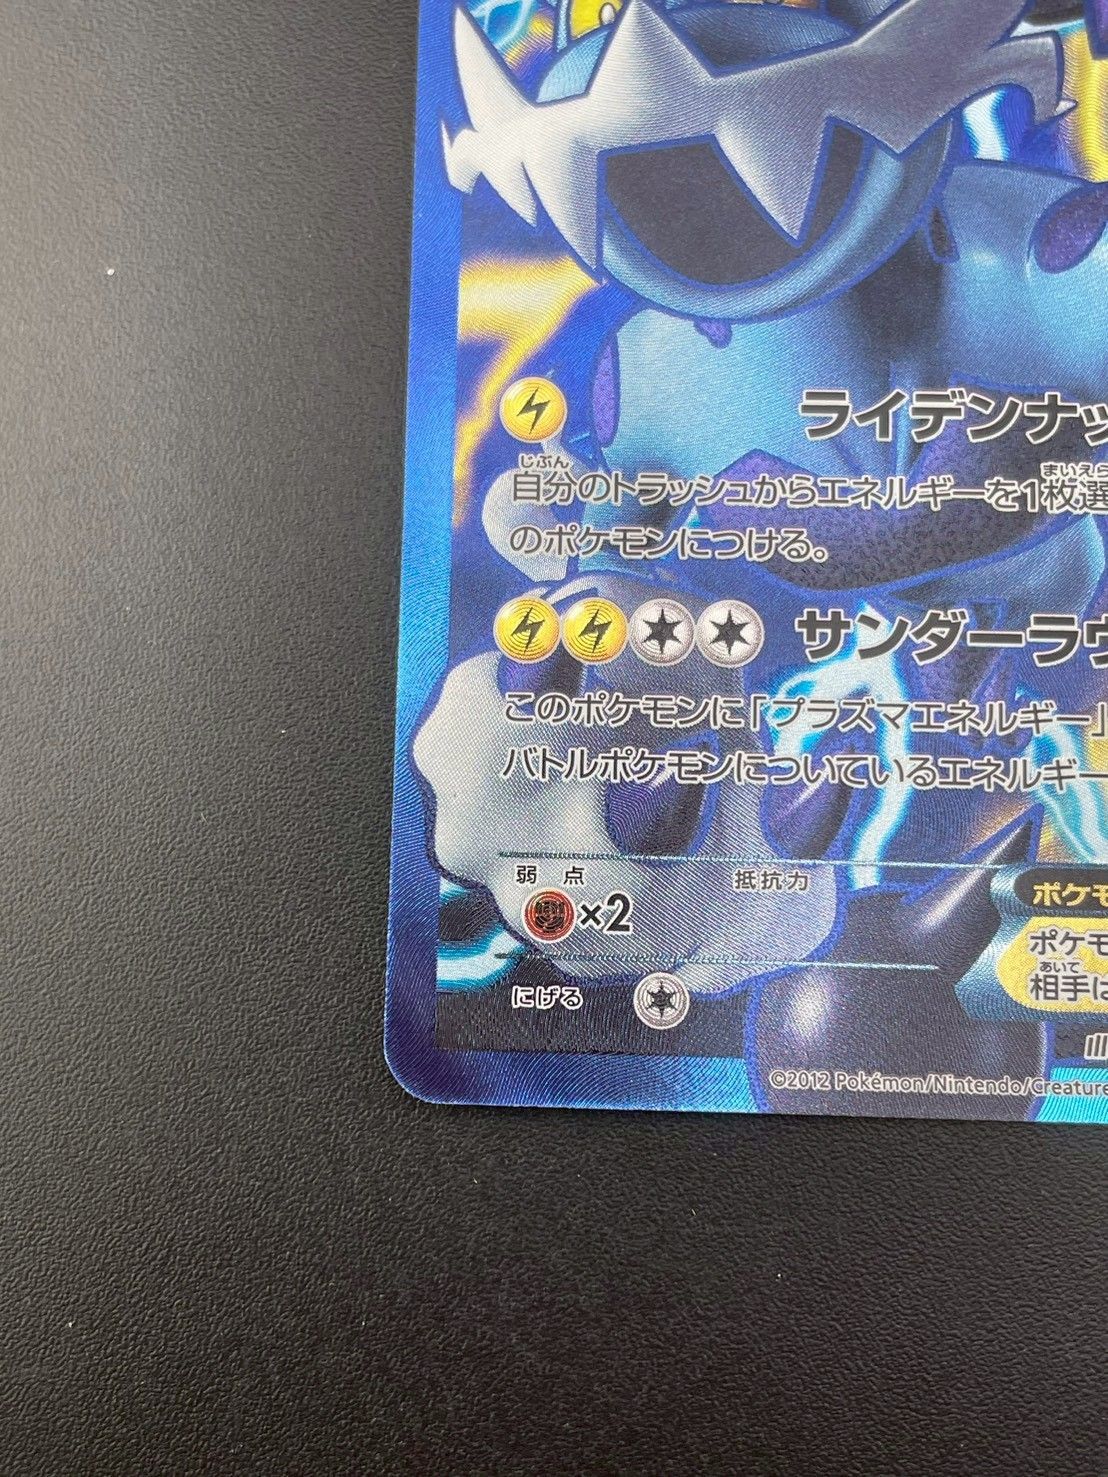 ライデンナッ
じぶん まいえら
自分のトラッシュからエネルギーを1枚選
のポケモンにつける。
サンダーラウ
このポケモンに「プラズマエネルギー」
バトルポケモンについているエネルギー
弱点 抵抗力
×2
ポケモ
ポケモ
あいて
相手は
にげる
©2012 Pokémon/Nintendo/Creature